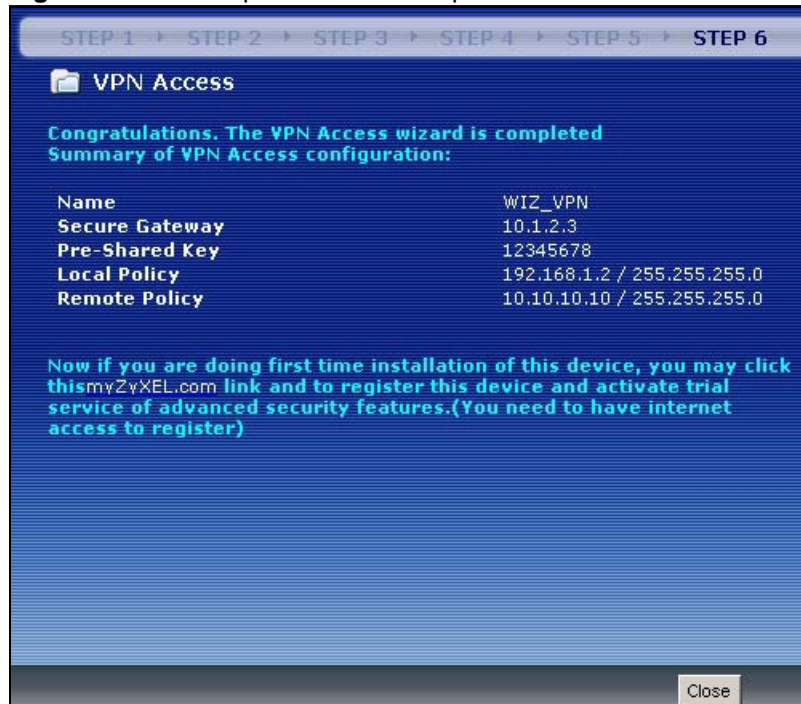 STEP 1 STEP 2 STEP 3 STEP 4 STEP 5 STEP 6
VPN Access
Congratulations. The VPN Access wizard is completed
Summary of VPN Access configuration:
Name WIZ_VPN
Secure Gateway 10.1.2.3
Pre-Shared Key 12345678
Local Policy 192.168.1.2 / 255.255.255.0
Remote Policy 10.10.10.10 / 255.255.255.0
Now if you are doing first time installation of this device, you may click
thismyZyXEL.com link and to register this device and activate trial
service of advanced security features.(You need to have internet
access to register)
Close